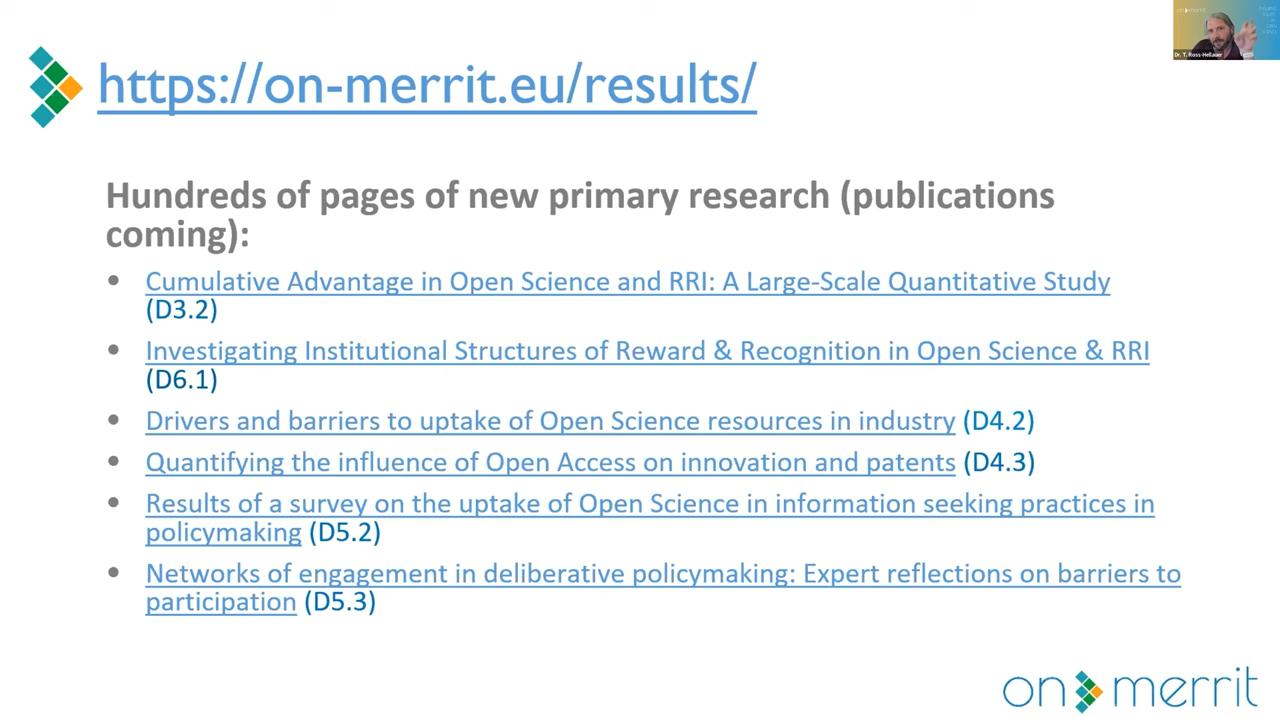 on merrit
Dr. T. Ross-Hellauer
https://on-merrit.eu/results/
Hundreds of pages of new primary research (publications
coming):
• Cumulative Advantage in Open Science and RRI: A Large-Scale Quantitative Study
(D3.2)
• Investigating Institutional Structures of Reward & Recognition in Open Science & RRI
(D6.1)
• Drivers and barriers to uptake of Open Science resources in industry (D4.2)
• Quantifying the influence of Open Access on innovation and patents (D4.3)
• Results of a survey on the uptake of Open Science in information seeking practices in
policymaking (D5.2)
• Networks of engagement in deliberative policymaking: Expert reflections on barriers to
participation (D5.3)
on merrit